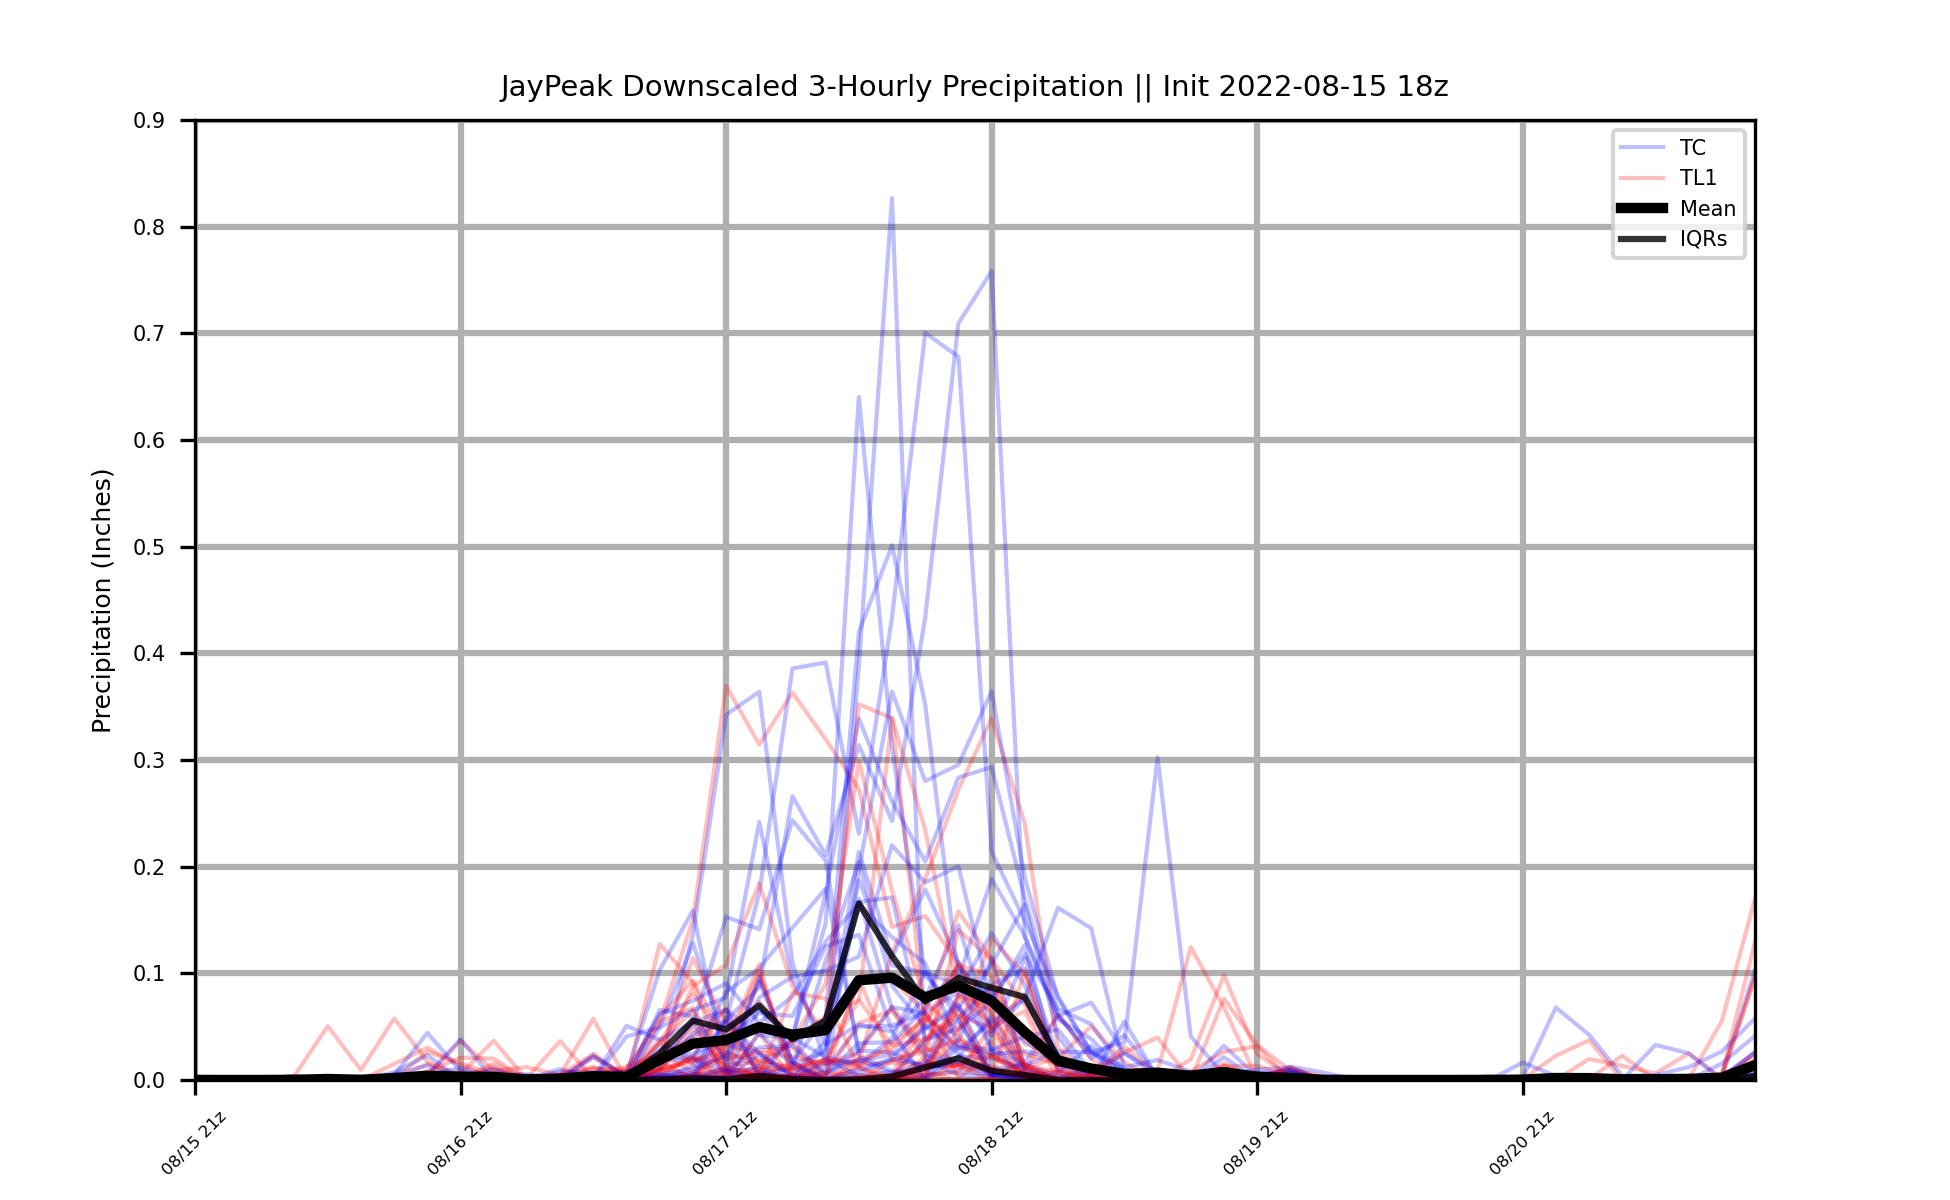 JayPeak Downscaled 3-Hourly Precipitation || Init 2022-08-15 18z
Precipitation (Inches)
0.9
0.8
0.7
0.6
0.5
0.4
0.3
0.2
0.1
0.0
TC
TL1
Mean
IQRs
08/15 21z
08/16 21z
08/17 21z
08/18 21z
08/19 21z
08/20 21z